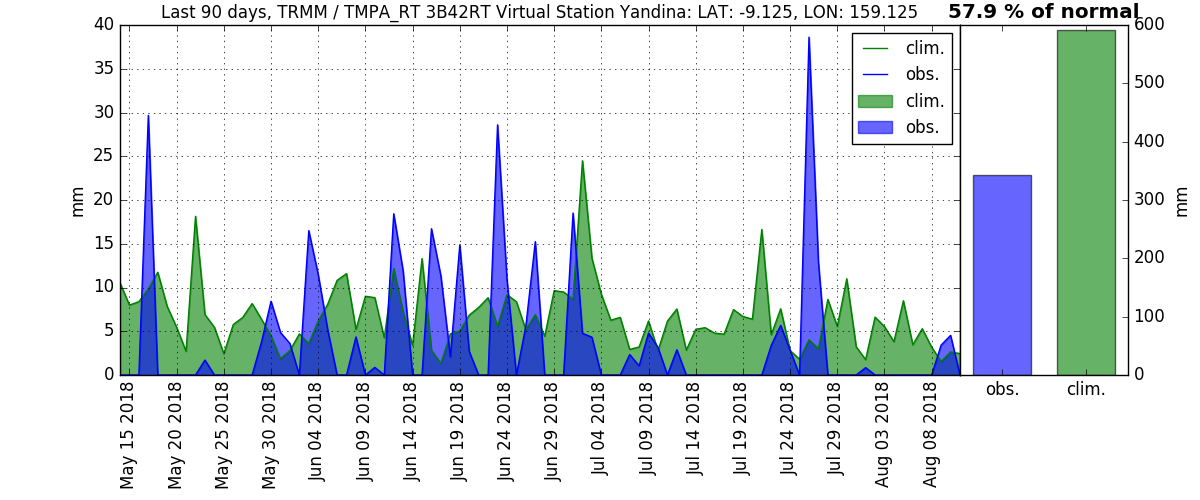 Last 90 days, TRMM / TMPA_RT 3B42RT Virtual Station Yandina: LAT: -9.125, LON: 159.125
57.9 % of normal
40
35
30
25
20
15
10
5
0
mm
clim.
obs.
clim.
obs.
600
500
400
300
200
100
0
mm
obs.
clim.
May 15 2018
May 20 2018
May 25 2018
May 30 2018
Jun 04 2018
Jun 09 2018
Jun 14 2018
Jun 19 2018
Jun 24 2018
Jun 29 2018
Jul 04 2018
Jul 09 2018
Jul 14 2018
Jul 19 2018
Jul 24 2018
Jul 29 2018
Aug 03 2018
Aug 08 2018